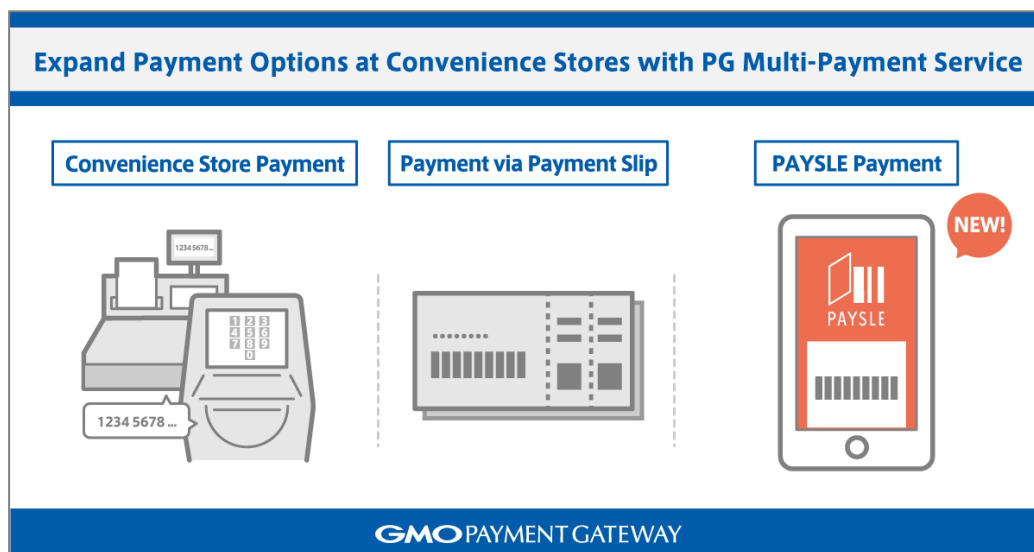 Expand Payment Options at Convenience Stores with PG Multi-Payment Service
Convenience Store Payment
Payment via Payment Slip
PAYSLE Payment
NEW!
1234 5678...
1 2 3
4 5 6
7 8 9
0
1234 5678 ...
PAYSLE
GMO PAYMENT GATEWAY